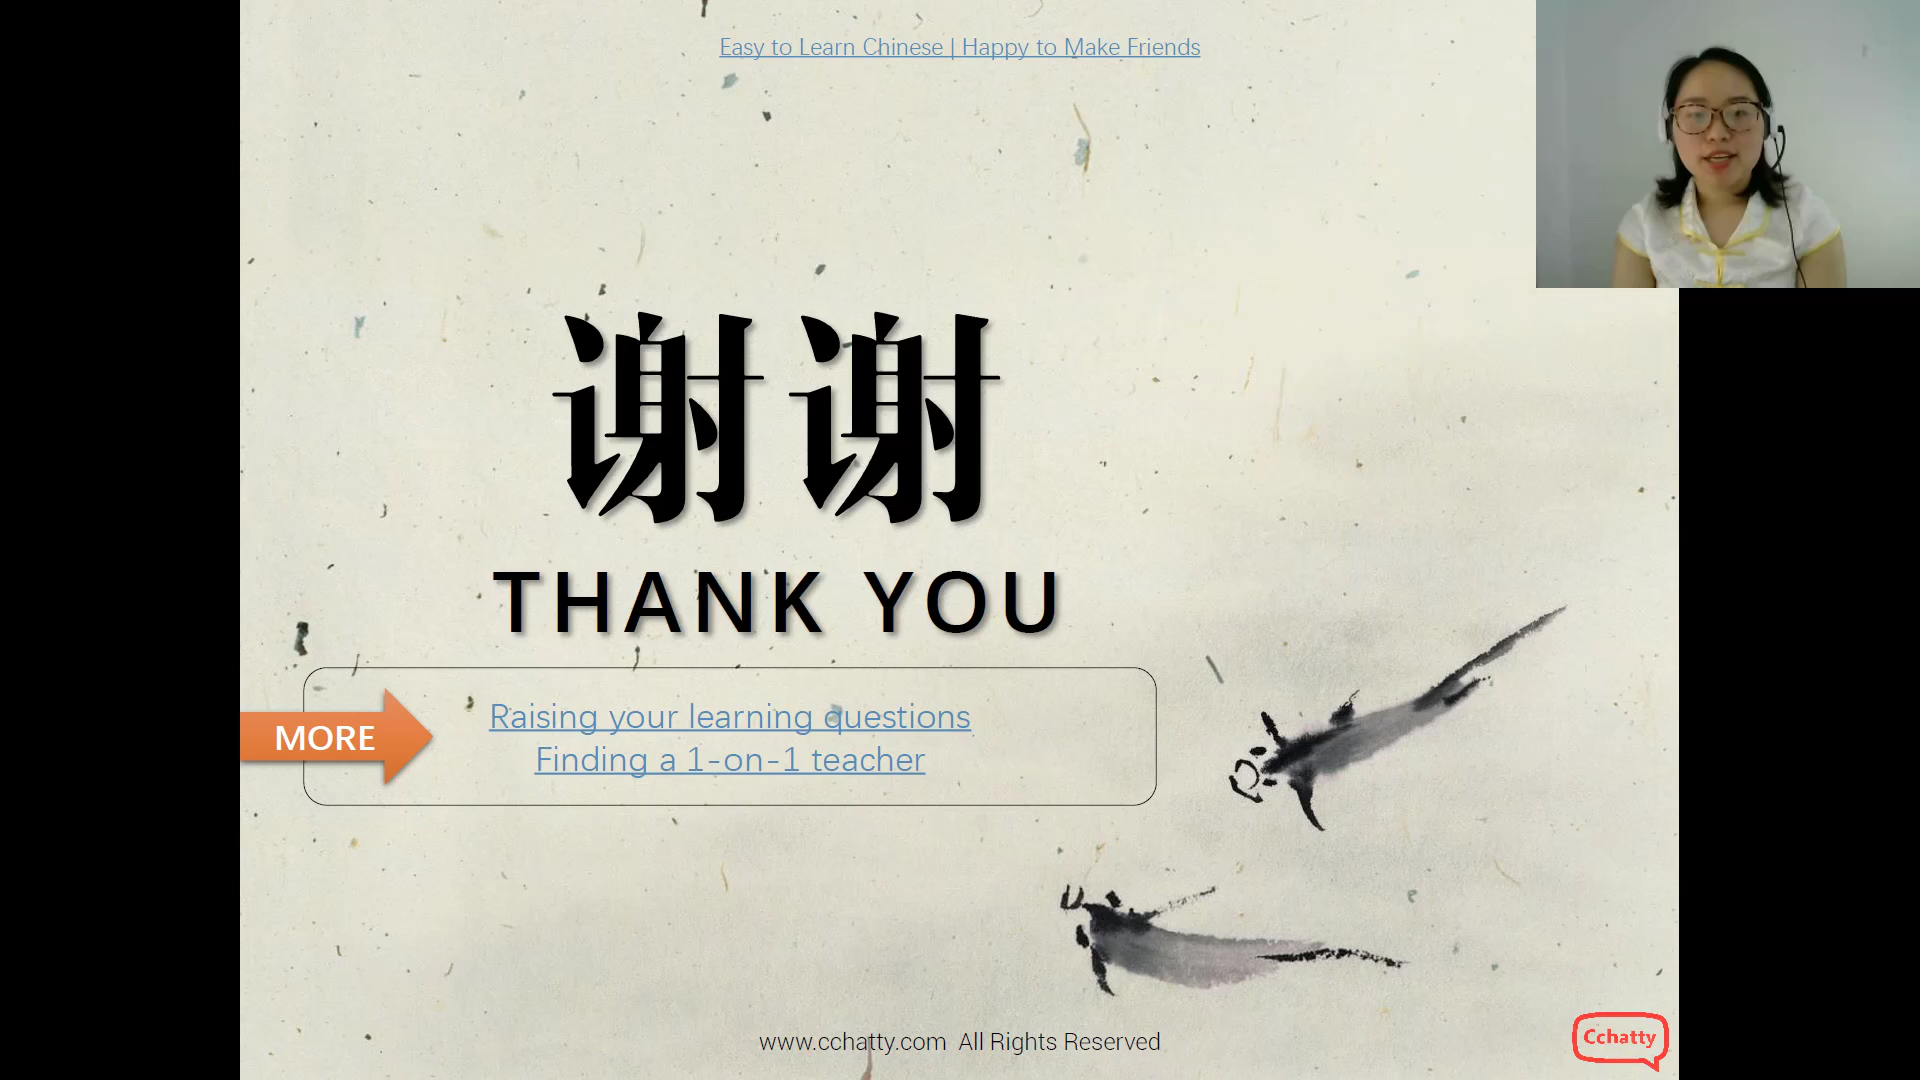 Easy to Learn Chinese | Happy to Make Friends
谢谢
THANK YOU
MORE
Raising your learning questions
Finding a 1-on-1 teacher
www.cchatty.com All Rights Reserved
Cchatty